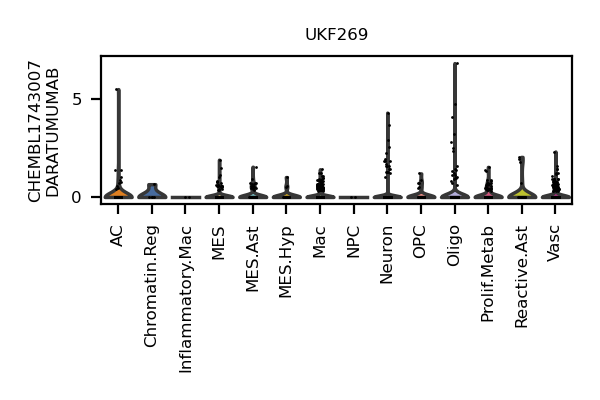 UKF269
CHEMBL1743007
DARATUMUMAB
5
0
AC
Chromatin.Reg
Inflammatory.Mac
MES
MES.Ast
MES.Hyp
Mac
NPC
Neuron
OPC
Oligo
Prolif.Metab
Reactive.Ast
Vasc